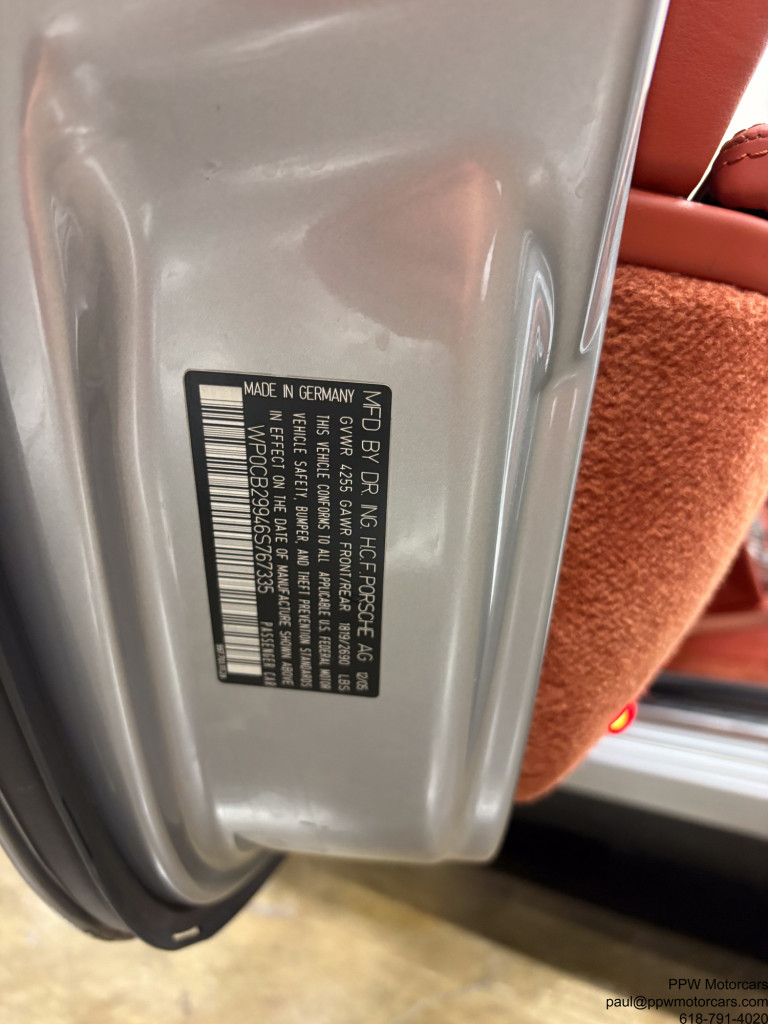 MFD BY DR. ING. H.C.F. PORSCHE AG 12/05
GVWR 4255 GAWR FRONT/REAR 1819/2690 LBS
THIS VEHICLE CONFORMS TO ALL APPLICABLE U.S. FEDERAL MOTOR
VEHICLE SAFETY, BUMPER, AND THEFT PREVENTION STANDARDS
IN EFFECT ON THE DATE OF MANUFACTURE SHOWN ABOVE
MADE IN GERMANY
WP0CB29946S767335 PASSENGER CAR
PPW Motorcars
paul@ppwmotorcars.com
618-791-4020